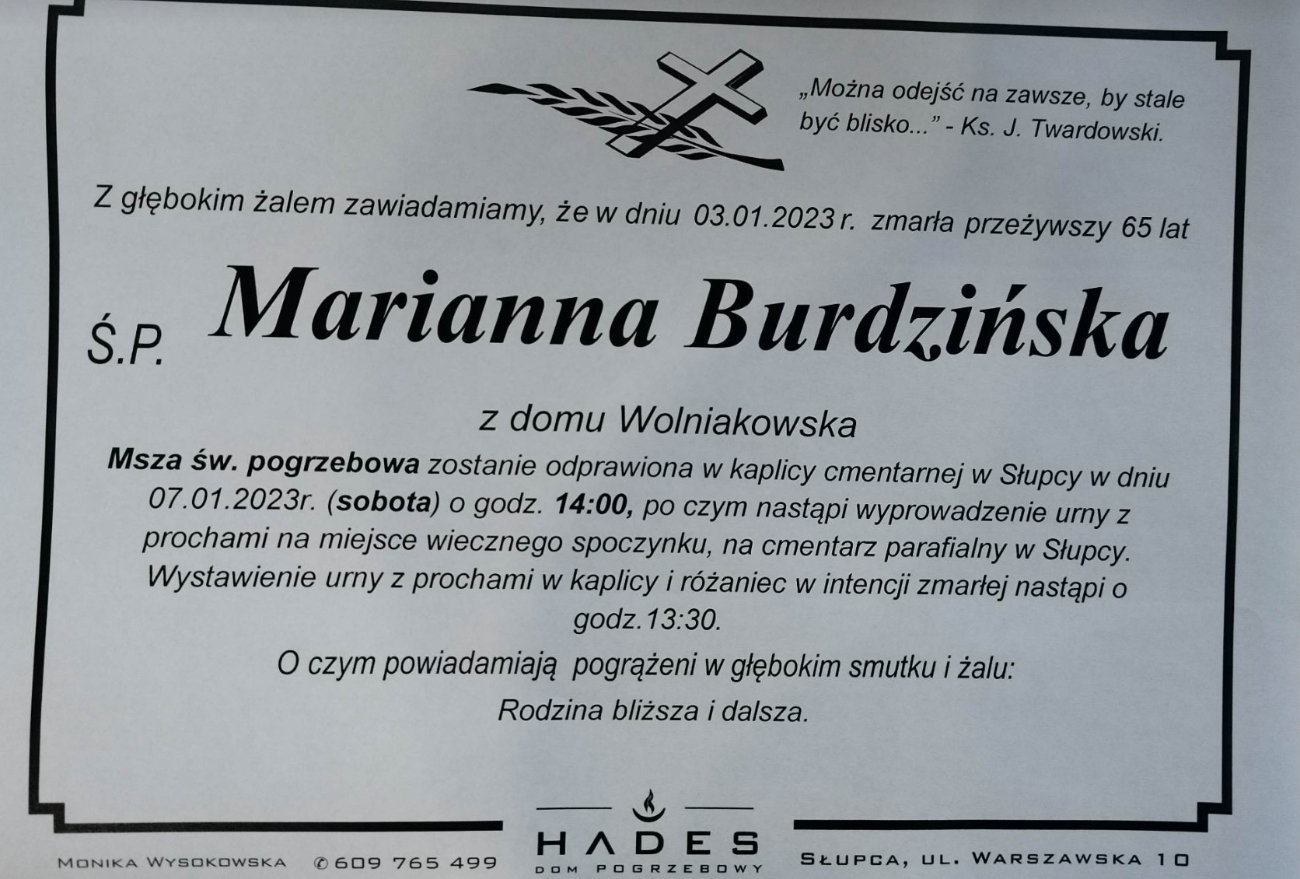 „Można odejść na zawsze, by stale
być blisko...” - Ks. J. Twardowski.
Z głębokim żalem zawiadamiamy, że w dniu 03.01.2023 r. zmarła przeżywszy 65 lat
Ś.P. Marianna Burdzińska
z domu Wolniakowska
Msza św. pogrzebowa zostanie odprawiona w kaplicy cmentarnej w Słupcy w dniu
07.01.2023r. (sobota) o godz. 14:00, po czym nastąpi wyprowadzenie urny z
prochami na miejsce wiecznego spoczynku, na cmentarz parafialny w Słupcy.
Wystawienie urny z prochami w kaplicy i różaniec w intencji zmarłej nastąpi o
godz.13:30.
O czym powiadamiają pogrążeni w głębokim smutku i żalu:
Rodzina bliższa i dalsza.
HADES
DOM POGRZEBOWY
MONIKA WYSOKOWSKA ✆ 609 765 499
SŁUPCA, UL. WARSZAWSKA 10